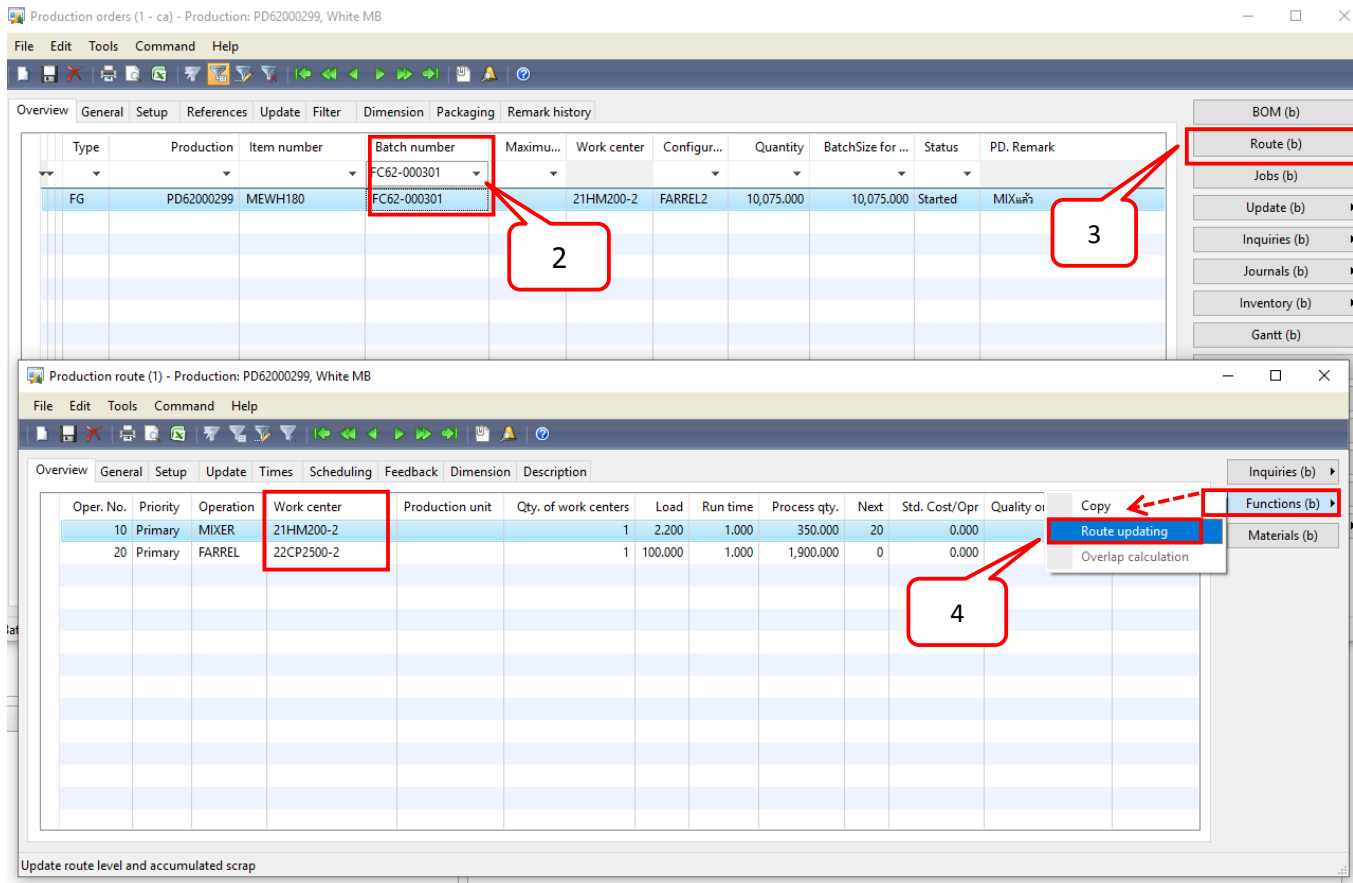 Production orders (1 - ca) - Production: PD62000299, White MB
File Edit Tools Command Help
Overview General Setup References Update Filter Dimension Packaging Remark history
BOM (b)
Type Production Item number Batch number Maximu... Work center Configur... Quantity BatchSize for ... Status PD. Remark
Route (b)
FC62-000301
Jobs (b)
FG PD62000299 MEWH180 FC62-000301 21HM200-2 FARREL2 10,075.000 10,075.000 Started MIXแล้ว
Update (b)
3
Inquiries (b)
2
Journals (b)
Inventory (b)
Gantt (b)
Production route (1) - Production: PD62000299, White MB
File Edit Tools Command Help
Overview General Setup Update Times Scheduling Feedback Dimension Description
Inquiries (b)
Oper. No. Priority Operation Work center Production unit Qty. of work centers Load Run time Process qty. Next Std. Cost/Opr Quality or Copy Functions (b)
10 Primary MIXER 21HM200-2 1 2.200 1.000 350.000 20 0.000 Route updating
Materials (b)
20 Primary FARREL 22CP2500-2 1 100.000 1.000 1,900.000 0 0.000 Overlap calculation
4
Update route level and accumulated scrap